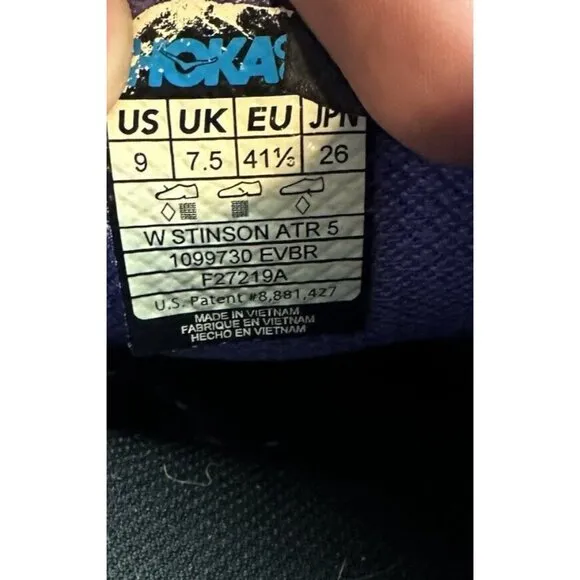 HOKA
US UK EU JPN
9 7.5 41⅓ 26
W STINSON ATR 5
1099730 EVBR
F27219A
U.S. Patent #8,881,427
MADE IN VIETNAM
FABRIQUE EN VIETNAM
HECHO EN VIETNAM